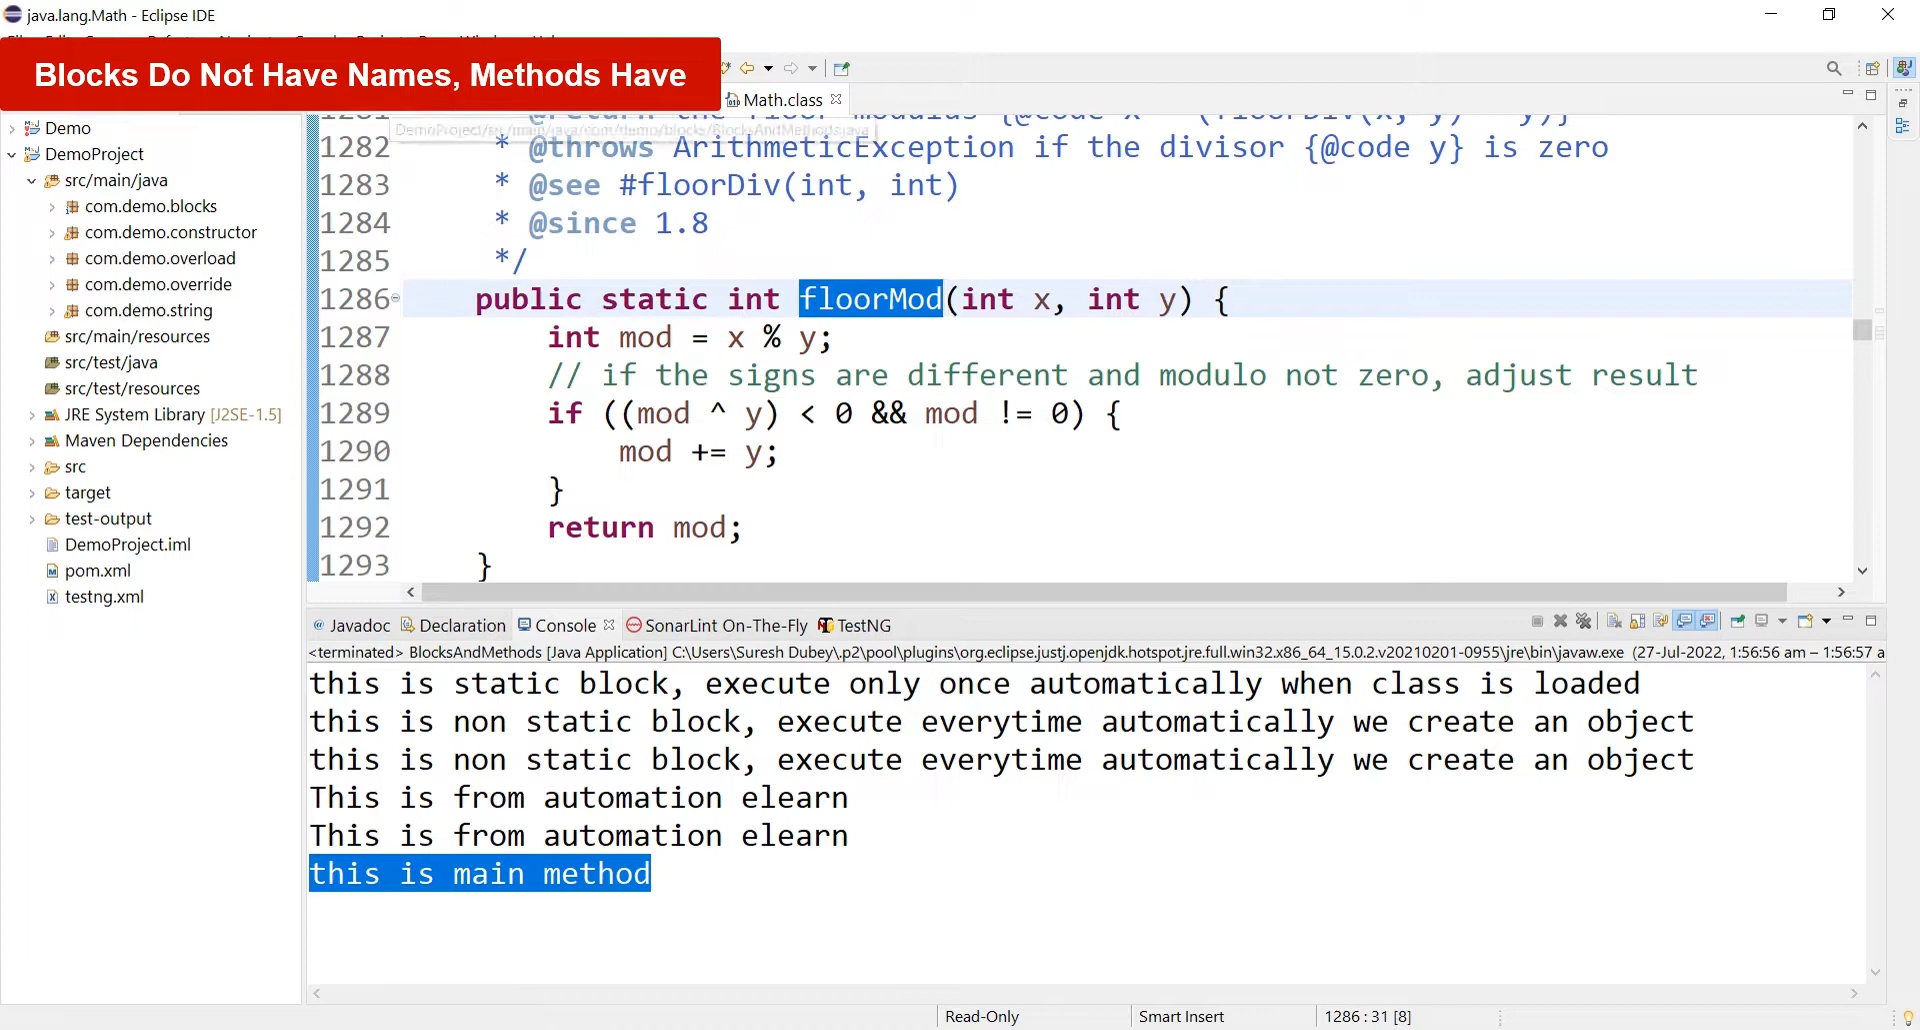 java.lang.Math - Eclipse IDE
Blocks Do Not Have Names, Methods Have
Math.class
DemoProject/src/main/java/com/demo/blocks/BlocksAndMethods.java
Demo
DemoProject
src/main/java
com.demo.blocks
com.demo.constructor
com.demo.overload
com.demo.override
com.demo.string
src/main/resources
src/test/java
src/test/resources
JRE System Library [J2SE-1.5]
Maven Dependencies
src
target
test-output
DemoProject.iml
pom.xml
testng.xml
1282 * @throws ArithmeticException if the divisor {@code y} is zero
1283 * @see #floorDiv(int, int)
1284 * @since 1.8
1285 */
1286 public static int floorMod(int x, int y) {
1287 int mod = x % y;
1288 // if the signs are different and modulo not zero, adjust result
1289 if ((mod ^ y) < 0 && mod != 0) {
1290 mod += y;
1291 }
1292 return mod;
1293 }
@ Javadoc Declaration Console SonarLint On-The-Fly TestNG
<terminated> BlocksAndMethods [Java Application] C:\Users\Suresh Dubey\.p2\pool\plugins\org.eclipse.justj.openjdk.hotspot.jre.full.win32.x86_64_15.0.2.v20210201-0955\jre\bin\javaw.exe (27-Jul-2022, 1:56:56 am – 1:56:57 a
this is static block, execute only once automatically when class is loaded
this is non static block, execute everytime automatically we create an object
this is non static block, execute everytime automatically we create an object
This is from automation elearn
This is from automation elearn
this is main method
Read-Only
Smart Insert
1286 : 31 [8]